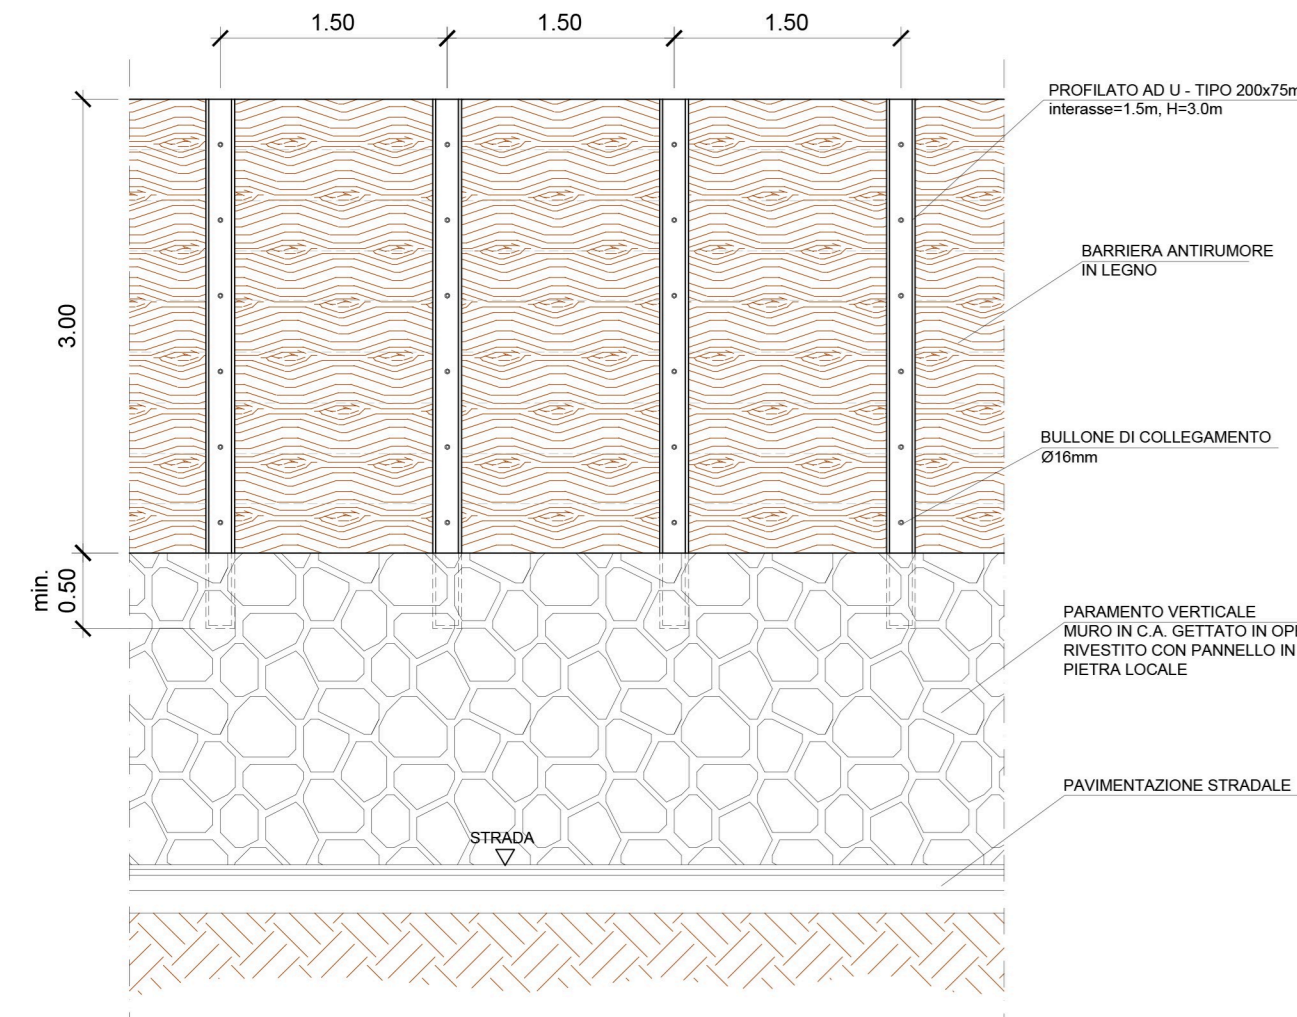 1.50
1.50
1.50
PROFILATO AD U - TIPO 200x75m
interasse=1.5m, H=3.0m
BARRIERA ANTIRUMORE
IN LEGNO
3.00
BULLONE DI COLLEGAMENTO
Ø16mm
min.
0.50
PARAMENTO VERTICALE
MURO IN C.A. GETTATO IN
RIVESTITO CON PANNELLO IN
PIETRA LOCALE
PAVIMENTAZIONE STRADALE
STRADA